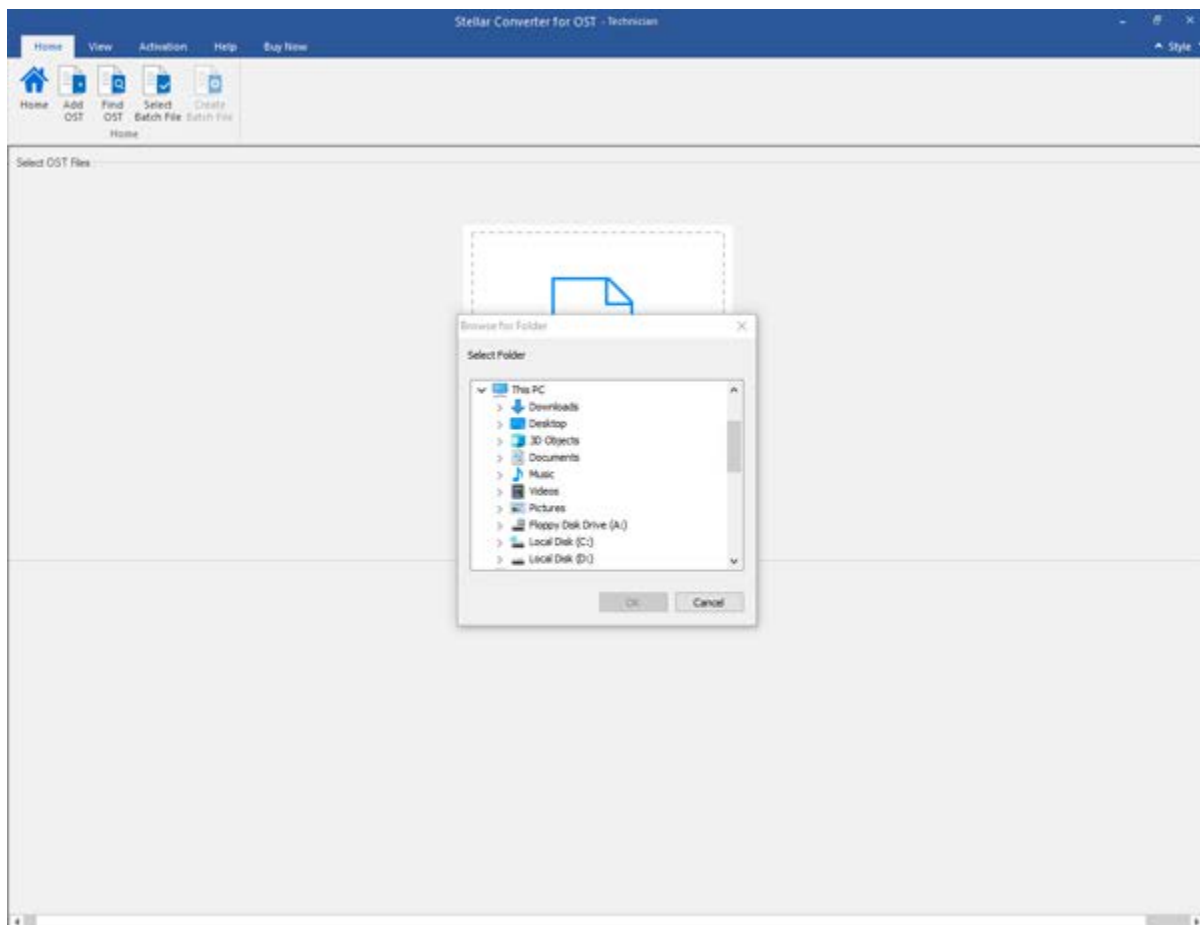 Stellar Converter for OST - Technician
Home View Activation Help Buy Now
Style
Home Add OST Find OST Select Batch File Create Batch File
Home
Select OST Files
Browse for Folder
Select Folder
This PC
Downloads
Desktop
3D Objects
Documents
Music
Videos
Pictures
Floppy Disk Drive (A:)
Local Disk (C:)
Local Disk (D:)
OK Cancel